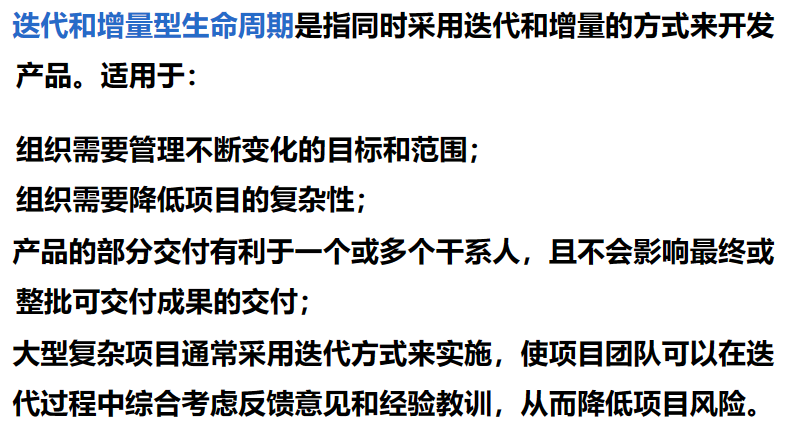 迭代和增量型生命周期是指同时采用迭代和增量的方式来开发
产品。适用于：
组织需要管理不断变化的目标和范围；
组织需要降低项目的复杂性；
产品的部分交付有利于一个或多个干系人，且不会影响最终或
整批可交付成果的交付；
大型复杂项目通常采用迭代方式来实施，使项目团队可以在迭
代过程中综合考虑反馈意见和经验教训，从而降低项目风险。